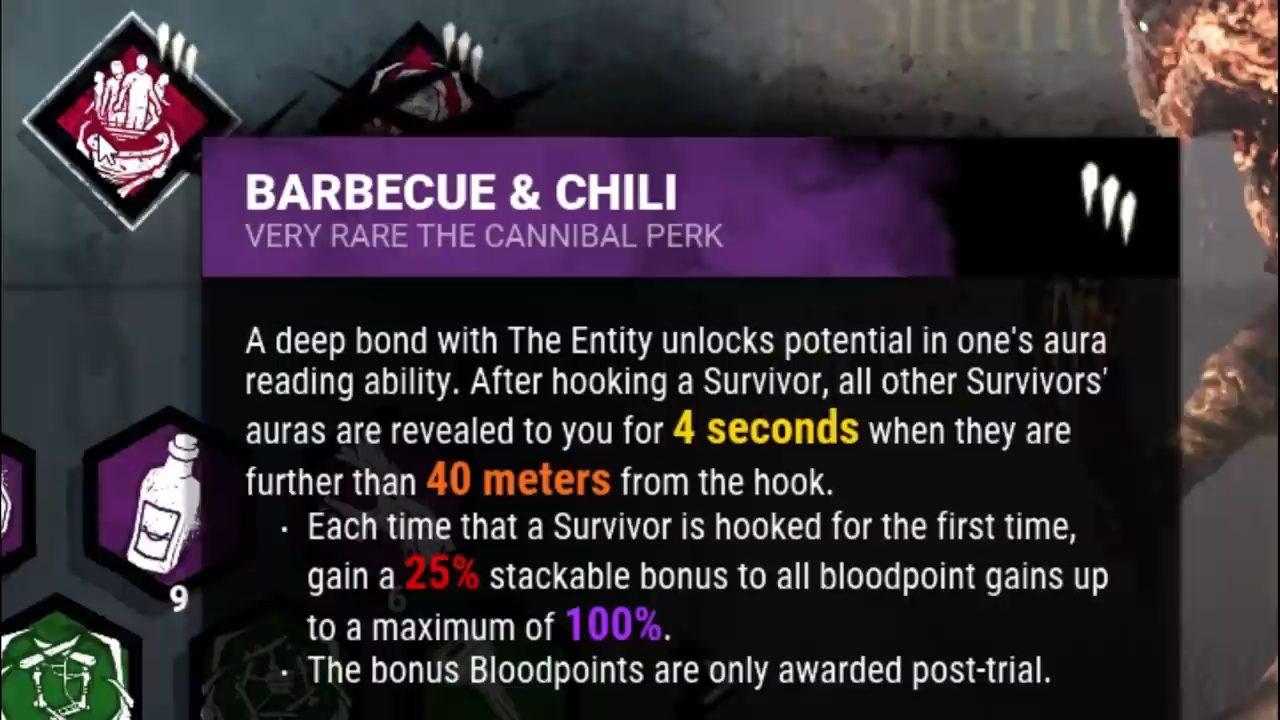 Silent
BARBECUE & CHILI
VERY RARE THE CANNIBAL PERK
A deep bond with The Entity unlocks potential in one's aura
reading ability. After hooking a Survivor, all other Survivors'
auras are revealed to you for 4 seconds when they are
further than 40 meters from the hook.
· Each time that a Survivor is hooked for the first time,
gain a 25% stackable bonus to all bloodpoint gains up
to a maximum of 100%.
· The bonus Bloodpoints are only awarded post-trial.
9
6